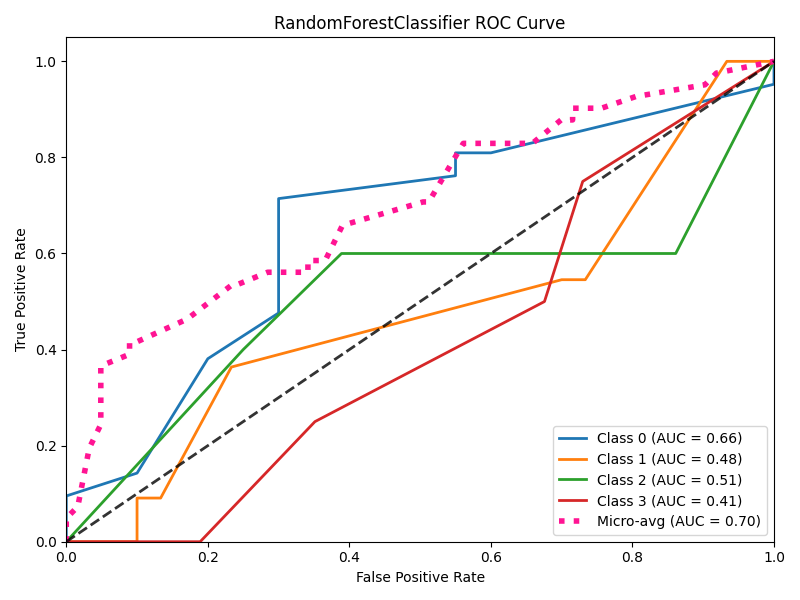 RandomForestClassifier ROC Curve
True Positive Rate
1.0
0.8
0.6
0.4
0.2
0.0
0.0 0.2 0.4 0.6 0.8 1.0
False Positive Rate
Class 0 (AUC = 0.66)
Class 1 (AUC = 0.48)
Class 2 (AUC = 0.51)
Class 3 (AUC = 0.41)
Micro-avg (AUC = 0.70)